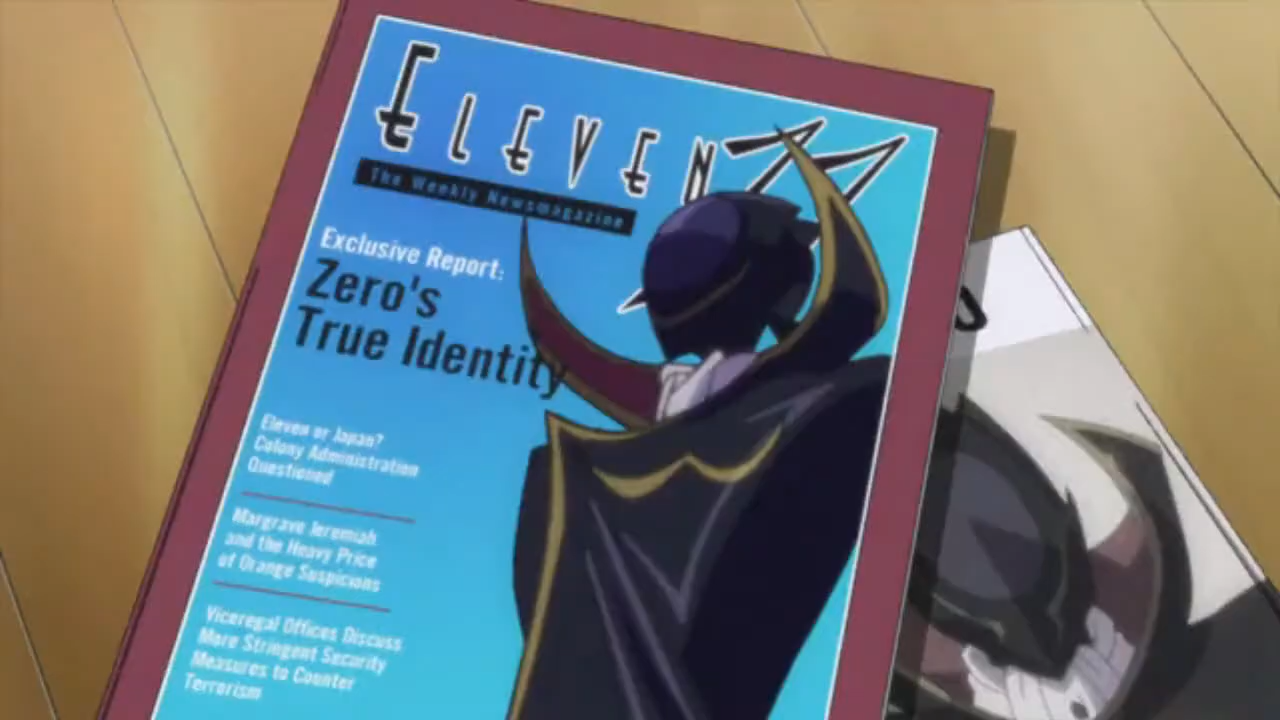 ELEVEN
The Weekly Newsmagazine
Exclusive Report:
Zero's
True Identity
Eleven or Japan?
Colony Administration
Questioned
Margrave Jeremiah
and the Heavy Price
of Orange Suspicions
Viceregal Offices Discuss
More Stringent Security
Measures to Counter
Terrorism